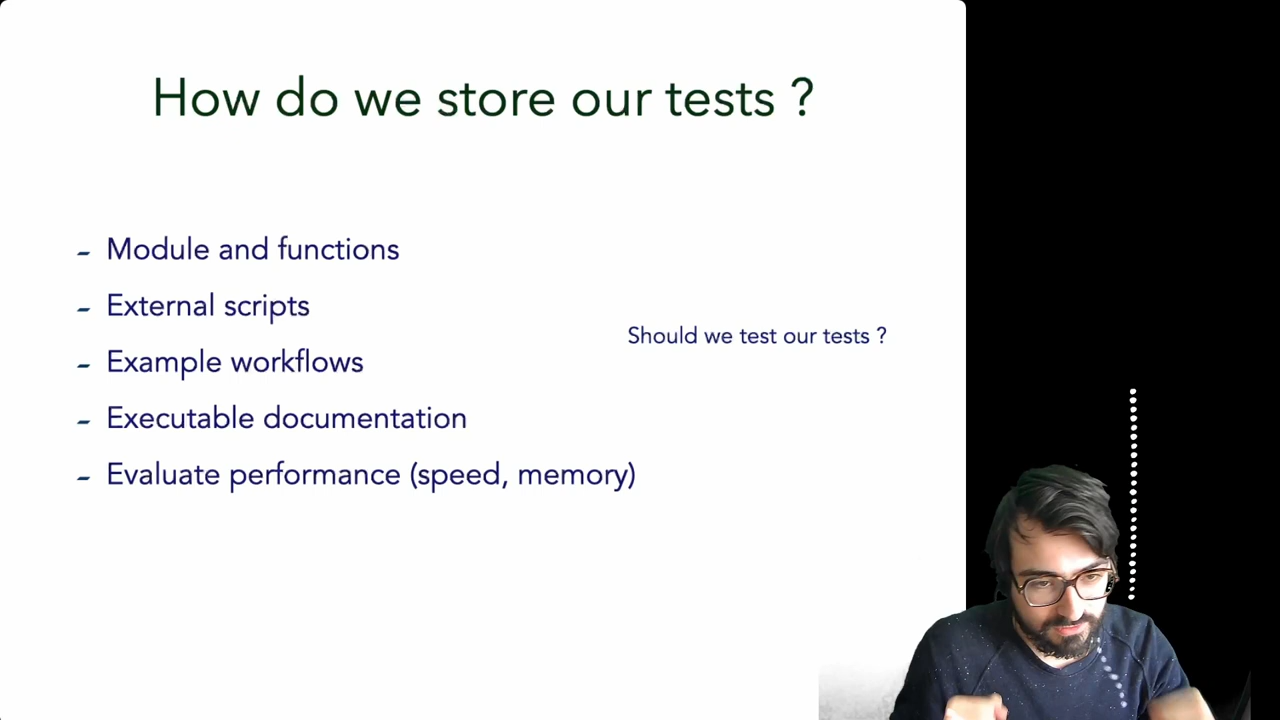 How do we store our tests ?
- Module and functions
- External scripts
- Example workflows
- Executable documentation
- Evaluate performance (speed, memory)
Should we test our tests ?